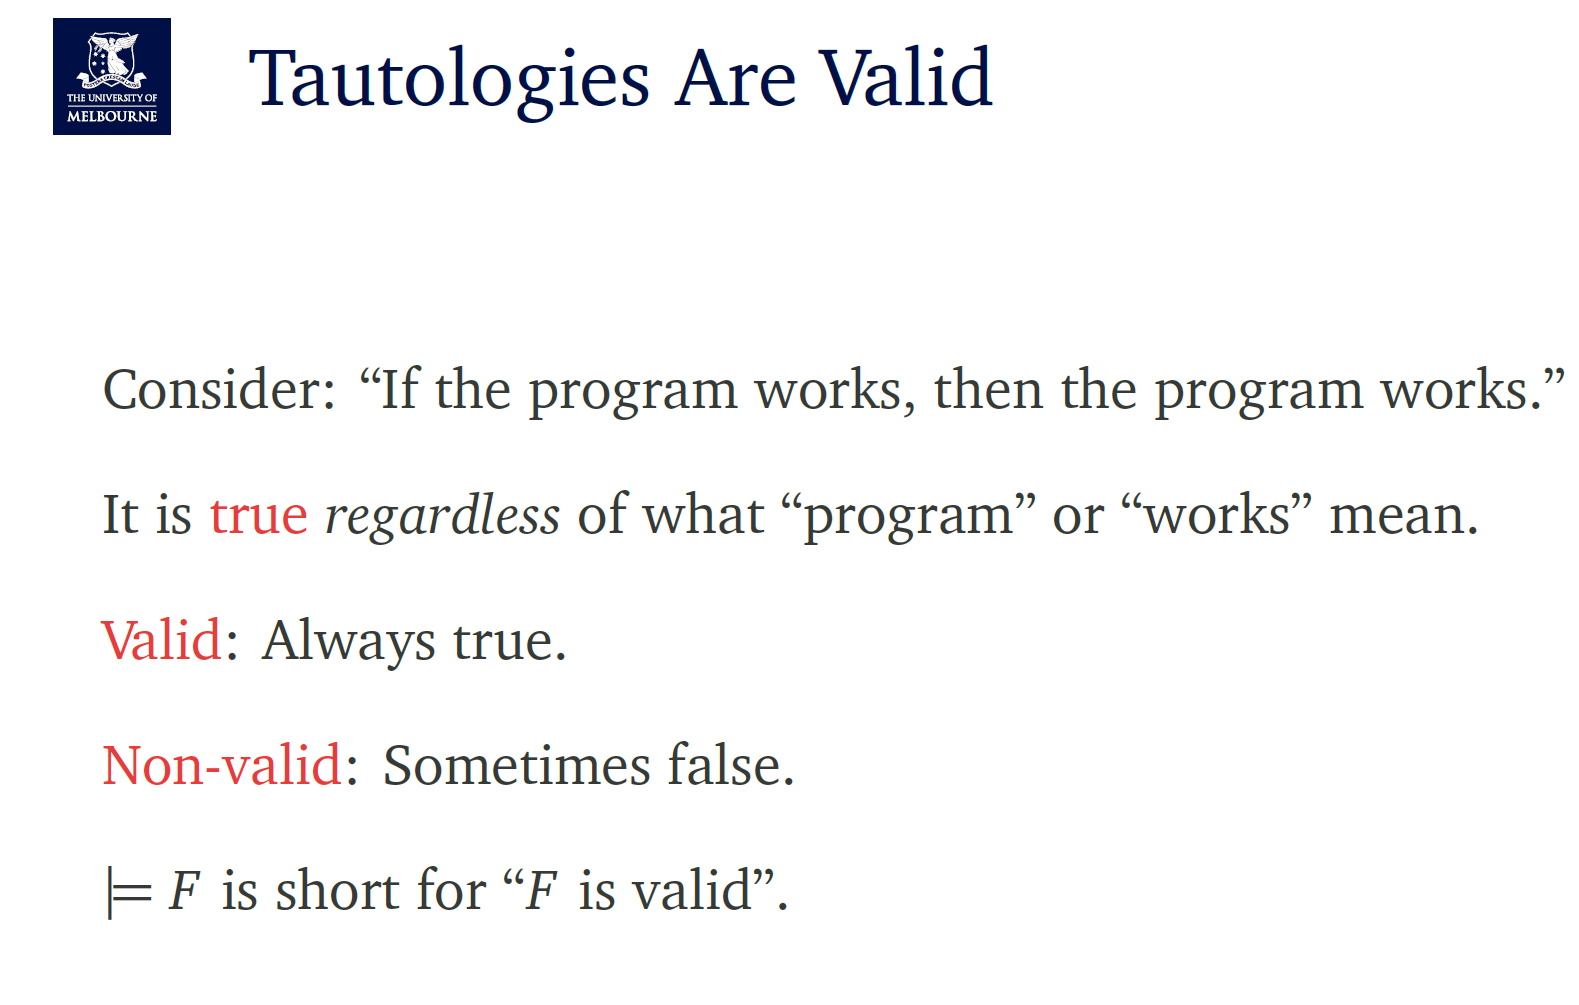 THE UNIVERSITY OF
MELBOURNE
Tautologies Are Valid
Consider: “If the program works, then the program works.”
It is true regardless of what “program” or “works” mean.
Valid: Always true.
Non-valid: Sometimes false.
⊨ F is short for “F is valid”.